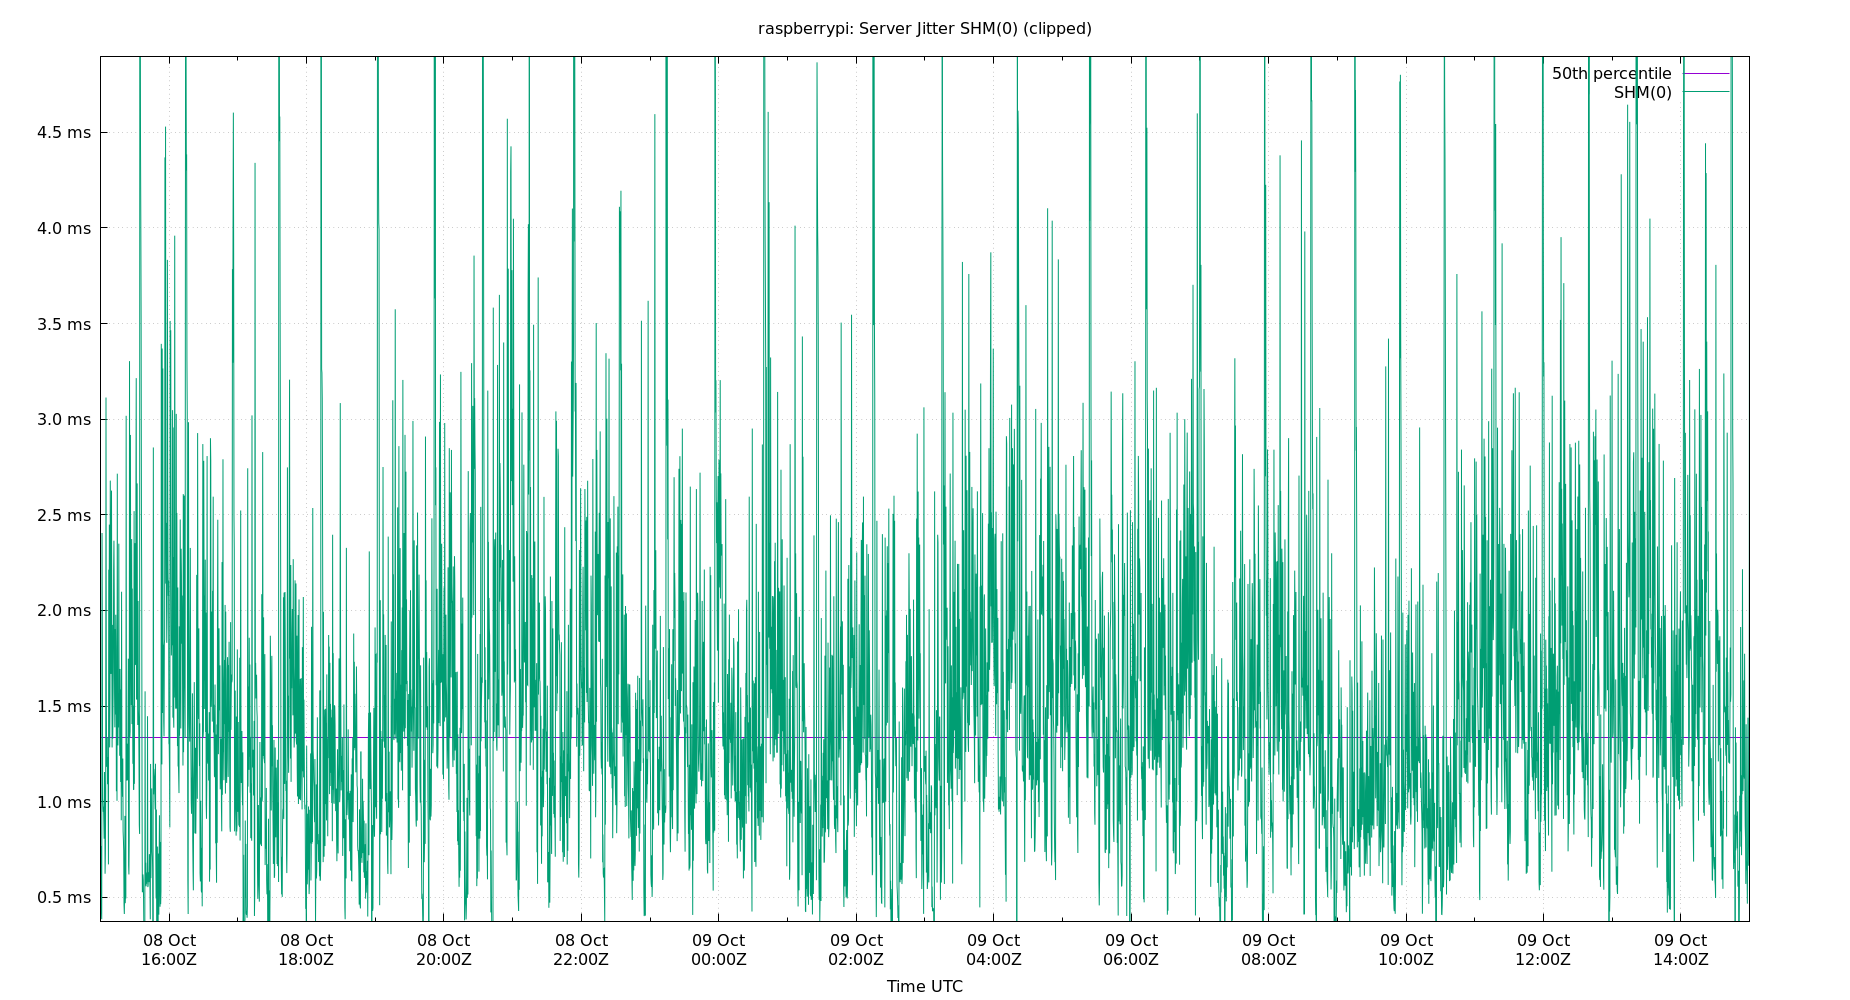 raspberrypi: Server Jitter SHM(0) (clipped)
50th percentile
SHM(0)
4.5 ms
4.0 ms
3.5 ms
3.0 ms
2.5 ms
2.0 ms
1.5 ms
1.0 ms
0.5 ms
08 Oct 08 Oct 08 Oct 08 Oct 09 Oct 09 Oct 09 Oct 09 Oct 09 Oct 09 Oct 09 Oct 09 Oct
16:00Z 18:00Z 20:00Z 22:00Z 00:00Z 02:00Z 04:00Z 06:00Z 08:00Z 10:00Z 12:00Z 14:00Z
Time UTC